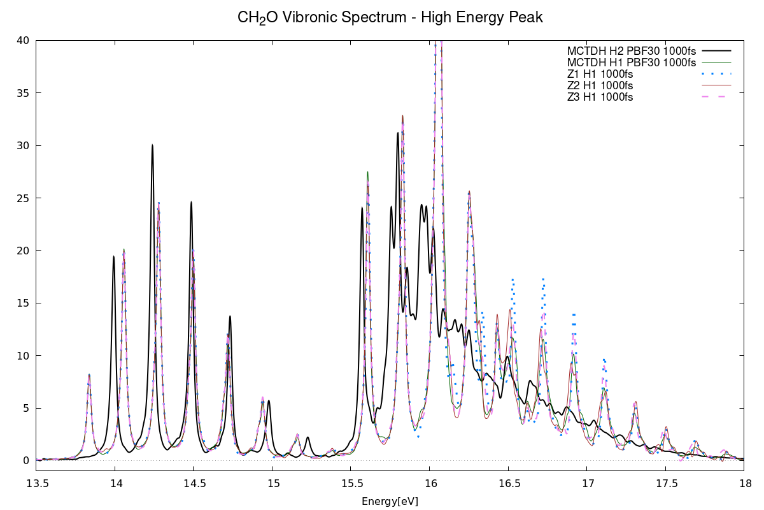 CH2O Vibronic Spectrum - High Energy Peak
MCTDH H2 PBF30 1000fs
MCTDH H1 PBF30 1000fs
Z1 H1 1000fs
Z2 H1 1000fs
Z3 H1 1000fs
40
35
30
25
20
15
10
5
0
13.5 14 14.5 15 15.5 16 16.5 17 17.5 18
Energy[eV]